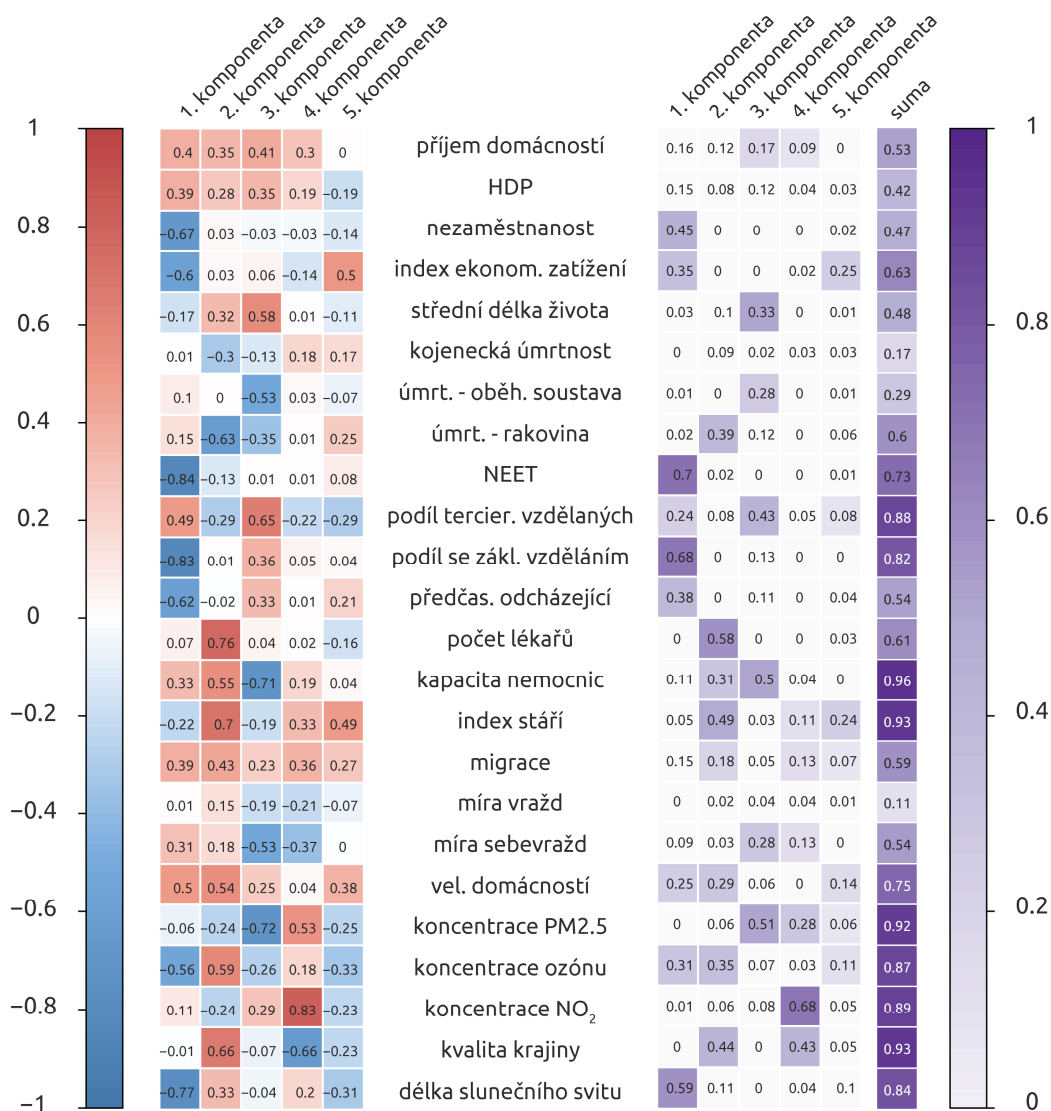 1. komponenta 2. komponenta 3. komponenta 4. komponenta 5. komponenta 1. komponenta 2. komponenta 3. komponenta 4. komponenta 5. komponenta suma
1 0.8 0.6 0.4 0.2 0 −0.2 −0.4 −0.6 −0.8 −1
0.4 0.35 0.41 0.3 0 příjem domácností 0.16 0.12 0.17 0.09 0 0.53
0.39 0.28 0.35 0.19 −0.19 HDP 0.15 0.08 0.12 0.04 0.03 0.42
−0.67 0.03 −0.03 −0.03 −0.14 nezaměstnanost 0.45 0 0 0 0.02 0.47
−0.6 0.03 0.06 −0.14 0.5 index ekonom. zatížení 0.35 0 0 0.02 0.25 0.63
−0.17 0.32 0.58 0.01 −0.11 střední délka života 0.03 0.1 0.33 0 0.01 0.48
0.01 −0.3 −0.13 0.18 0.17 kojenecká úmrtnost 0 0.09 0.02 0.03 0.03 0.17
0.1 0 −0.53 0.03 −0.07 úmrt. - oběh. soustava 0.01 0 0.28 0 0.01 0.29
0.15 −0.63 −0.35 0.01 0.25 úmrt. - rakovina 0.02 0.39 0.12 0 0.06 0.6
−0.84 −0.13 0.01 0.01 0.08 NEET 0.7 0.02 0 0 0.01 0.73
0.49 −0.29 0.65 −0.22 −0.29 podíl tercier. vzdělaných 0.24 0.08 0.43 0.05 0.08 0.88
−0.83 0.01 0.36 0.05 0.04 podíl se zákl. vzděláním 0.68 0 0.13 0 0 0.82
−0.62 −0.02 0.33 0.01 0.21 předčas. odcházející 0.38 0 0.11 0 0.04 0.54
0.07 0.76 0.04 0.02 −0.16 počet lékařů 0 0.58 0 0 0.03 0.61
0.33 0.55 −0.71 0.19 0.04 kapacita nemocnic 0.11 0.31 0.5 0.04 0 0.96
−0.22 0.7 −0.19 0.33 0.49 index stáří 0.05 0.49 0.03 0.11 0.24 0.93
0.39 0.43 0.23 0.36 0.27 migrace 0.15 0.18 0.05 0.13 0.07 0.59
0.01 0.15 −0.19 −0.21 −0.07 míra vražd 0 0.02 0.04 0.04 0.01 0.11
0.31 0.18 −0.53 −0.37 0 míra sebevražd 0.09 0.03 0.28 0.13 0 0.54
0.5 0.54 0.25 0.04 0.38 vel. domácností 0.25 0.29 0.06 0 0.14 0.75
−0.06 −0.24 −0.72 0.53 −0.25 koncentrace PM2.5 0 0.06 0.51 0.28 0.06 0.92
−0.56 0.59 −0.26 0.18 −0.33 koncentrace ozónu 0.31 0.35 0.07 0.03 0.11 0.87
0.11 −0.24 0.29 0.83 −0.23 koncentrace NO₂ 0.01 0.06 0.08 0.68 0.05 0.89
−0.01 0.66 −0.07 −0.66 −0.23 kvalita krajiny 0 0.44 0 0.43 0.05 0.93
−0.77 0.33 −0.04 0.2 −0.31 délka slunečního svitu 0.59 0.11 0 0.04 0.1 0.84
1 0.8 0.6 0.4 0.2 0